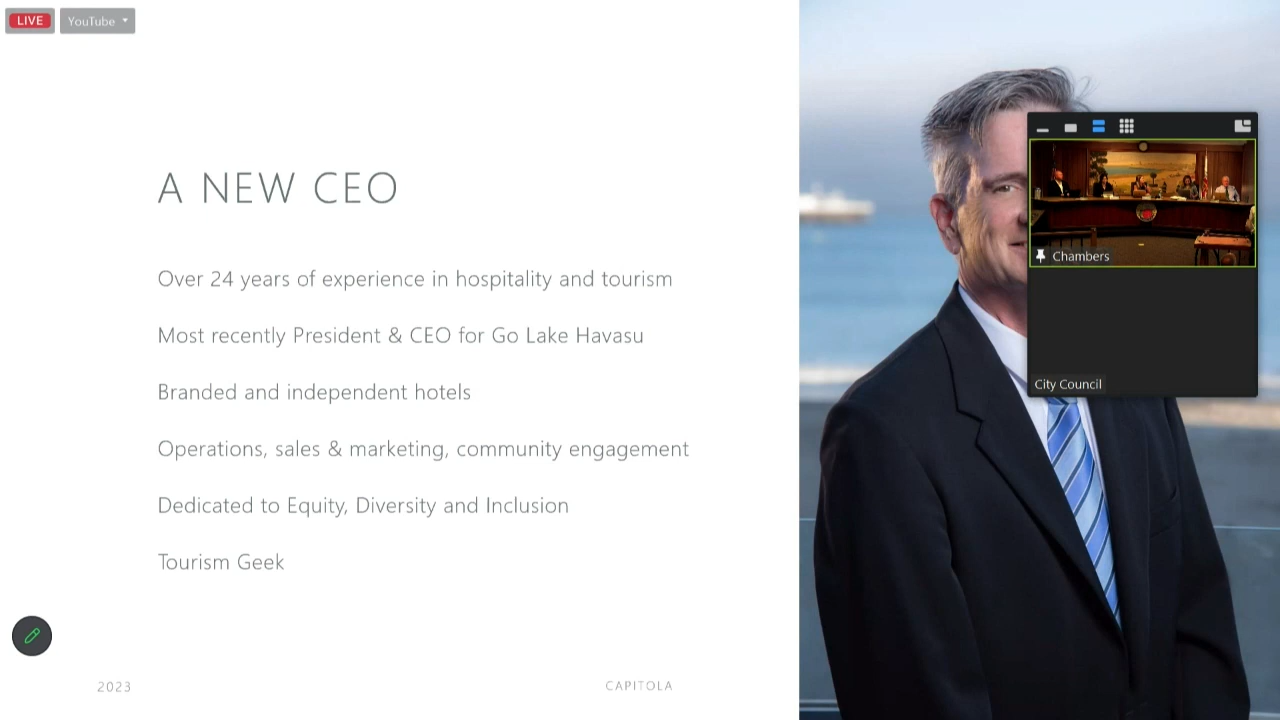 LIVE
YouTube
A NEW CEO
Over 24 years of experience in hospitality and tourism
Most recently President & CEO for Go Lake Havasu
Branded and independent hotels
Operations, sales & marketing, community engagement
Dedicated to Equity, Diversity and Inclusion
Tourism Geek
2023
CAPITOLA
Chambers
City Council